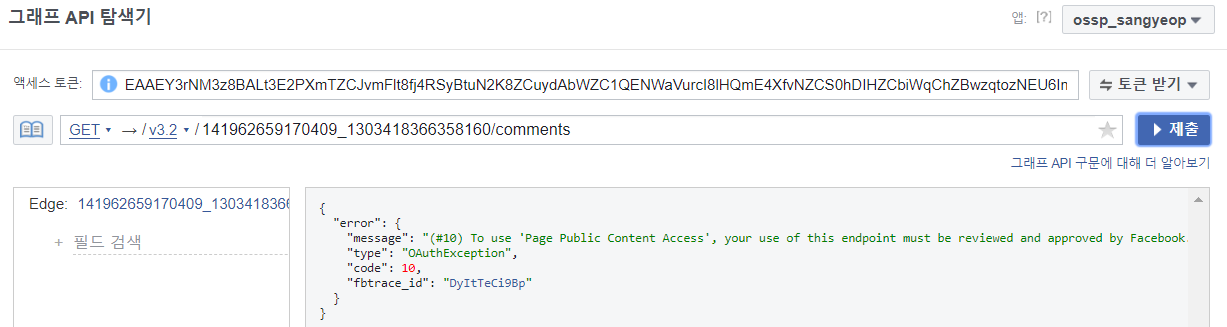 그래프 API 탐색기
앱: [?] ossp_sangyeop
액세스 토큰: EAAEY3rNM3z8BALt3E2PXmTZCJvmFIt8fj4RSyBtuN2K8ZCuydAbWZC1QENWaVurcI8IHQmE4XfvNZCS0hDIHZCbiWqChZBwzqtozNEU6In 토큰 받기
GET → / v3.2 / 141962659170409_1303418366358160/comments 제출
그래프 API 구문에 대해 더 알아보기
Edge: 141962659170409_1303418366
+ 필드 검색
{
"error": {
"message": "(#10) To use 'Page Public Content Access', your use of this endpoint must be reviewed and approved by Facebook.
"type": "OAuthException",
"code": 10,
"fbtrace_id": "DyItTeCi9Bp"
}
}